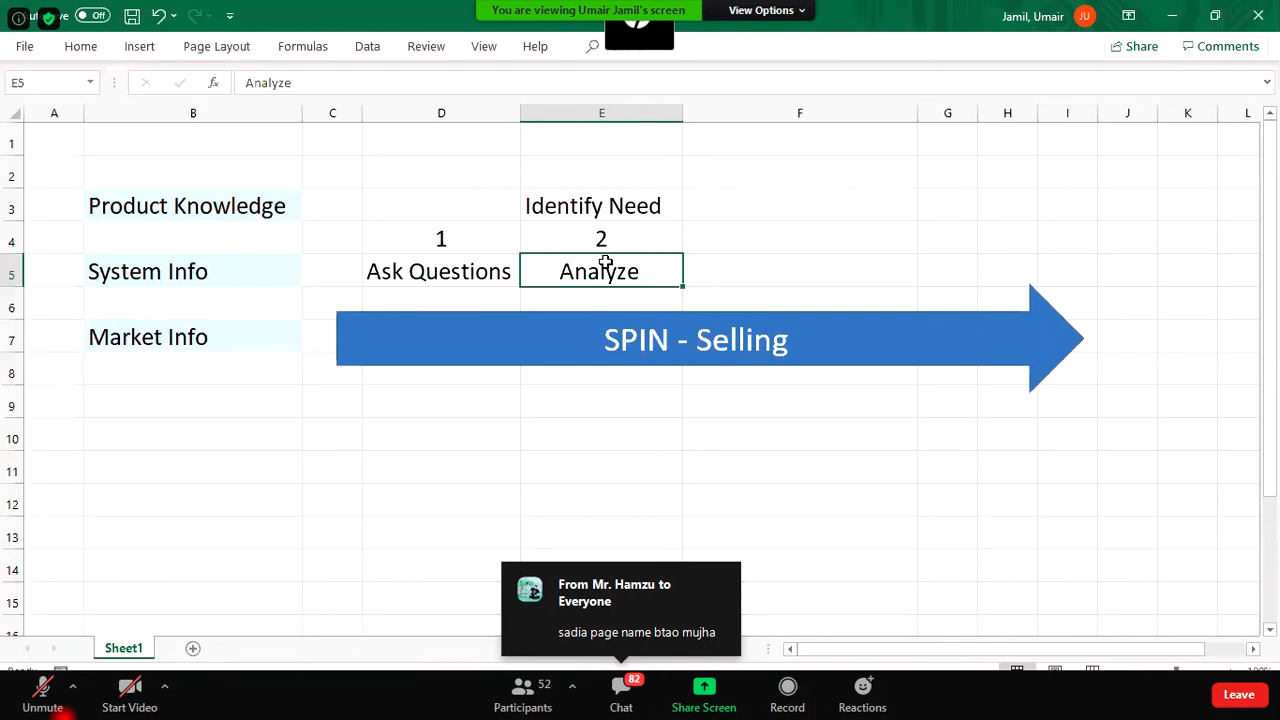 You are viewing Umair Jamil's screen
View Options
Off
Jamil, Umair
JU
File Home Insert Page Layout Formulas Data Review View Help
Share
Comments
E5
fx
Analyze
A B C D E F G H I J K L
1
2
3 Product Knowledge Identify Need
4 1 2
5 System Info Ask Questions Analyze
6
7 Market Info SPIN - Selling
8
9
10
11
12
13
14
15
From Mr. Hamzu to
Everyone
sadia page name btao mujha
Sheet1
52
82
Unmute Start Video Participants Chat Share Screen Record Reactions
Leave